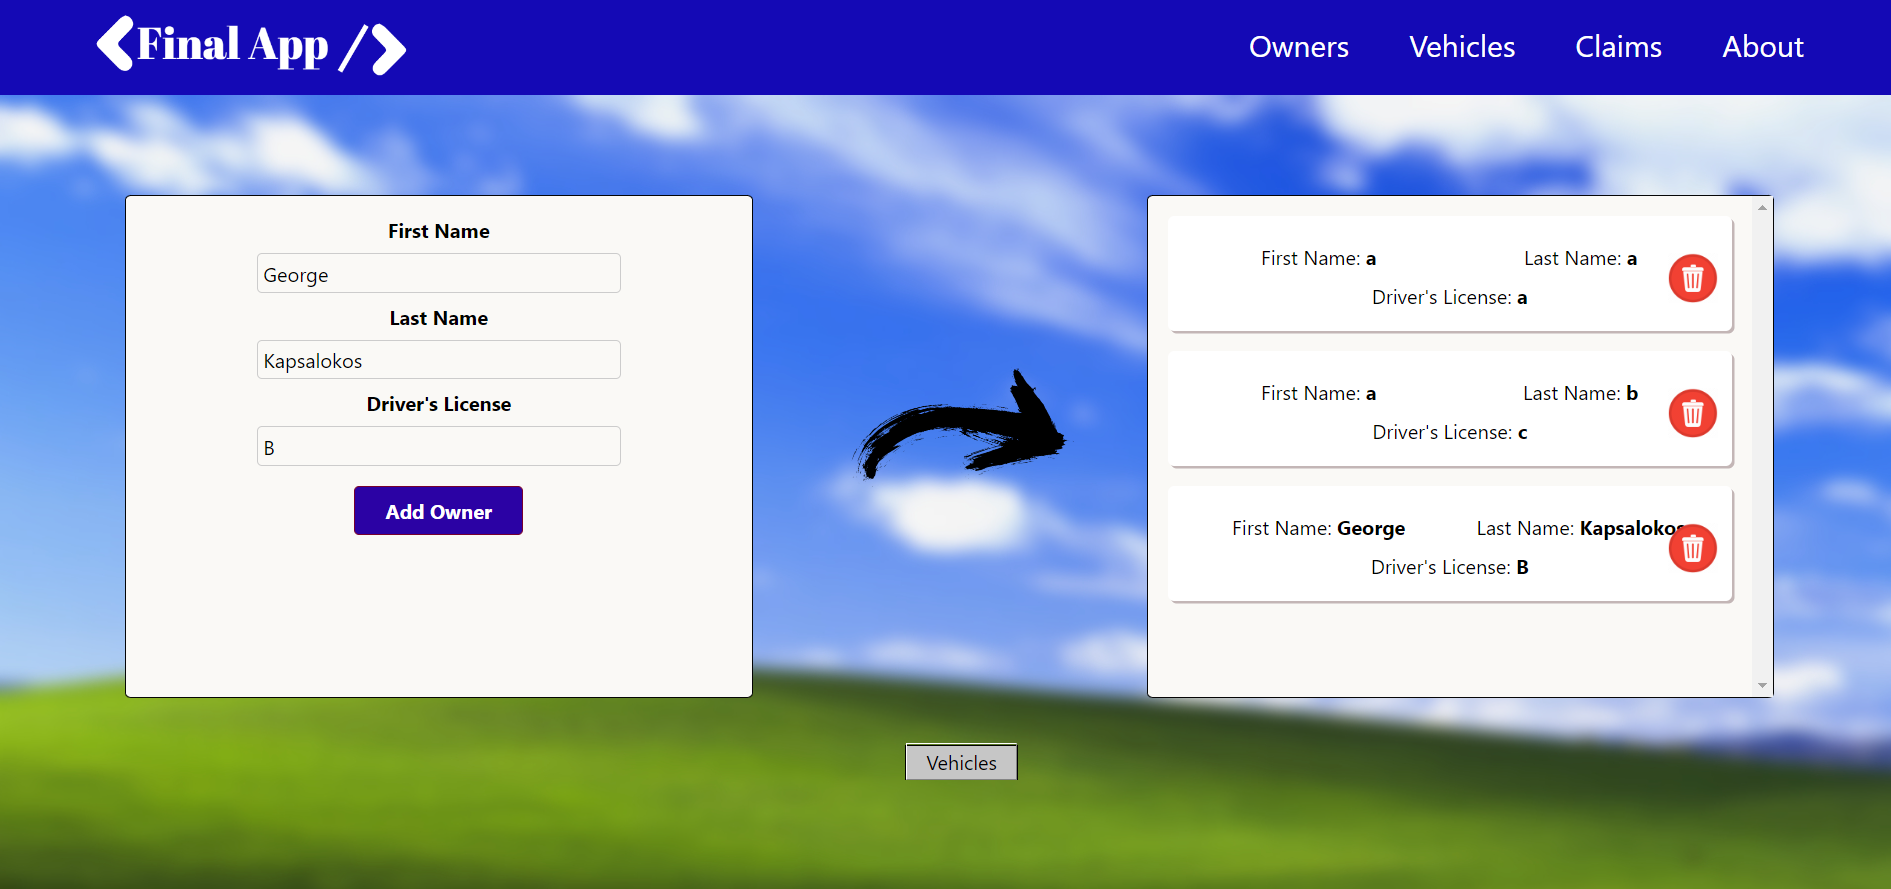 Final App />
Owners Vehicles Claims About
First Name
George
Last Name
Kapsalokos
Driver's License
B
Add Owner
First Name: a Last Name: a
Driver's License: a
First Name: a Last Name: b
Driver's License: c
First Name: George Last Name: Kapsalokos
Driver's License: B
Vehicles